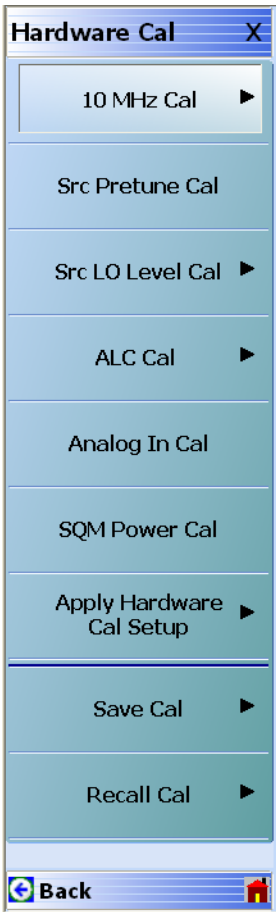 Hardware Cal X
10 MHz Cal
Src Pretune Cal
Src LO Level Cal
ALC Cal
Analog In Cal
SQM Power Cal
Apply Hardware
Cal Setup
Save Cal
Recall Cal
Back